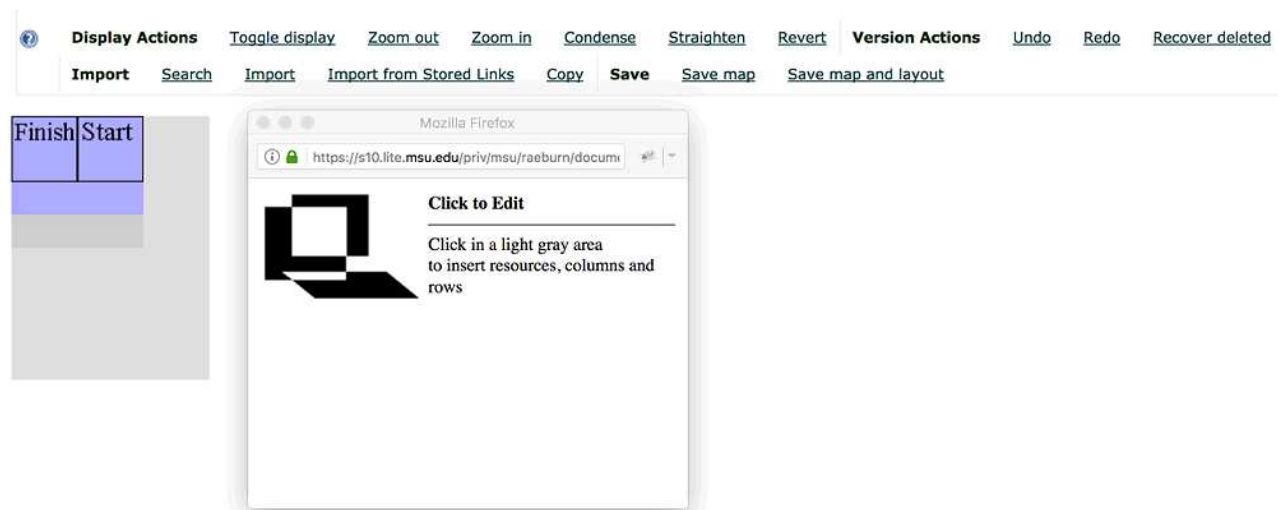 Display Actions Toggle display Zoom out Zoom in Condense Straighten Revert Version Actions Undo Redo Recover deleted
Import Search Import Import from Stored Links Copy Save Save map Save map and layout
Finish Start
Mozilla Firefox
https://s10.lite.msu.edu/priv/msu/raeburn/docume
Click to Edit
Click in a light gray area
to insert resources, columns and
rows